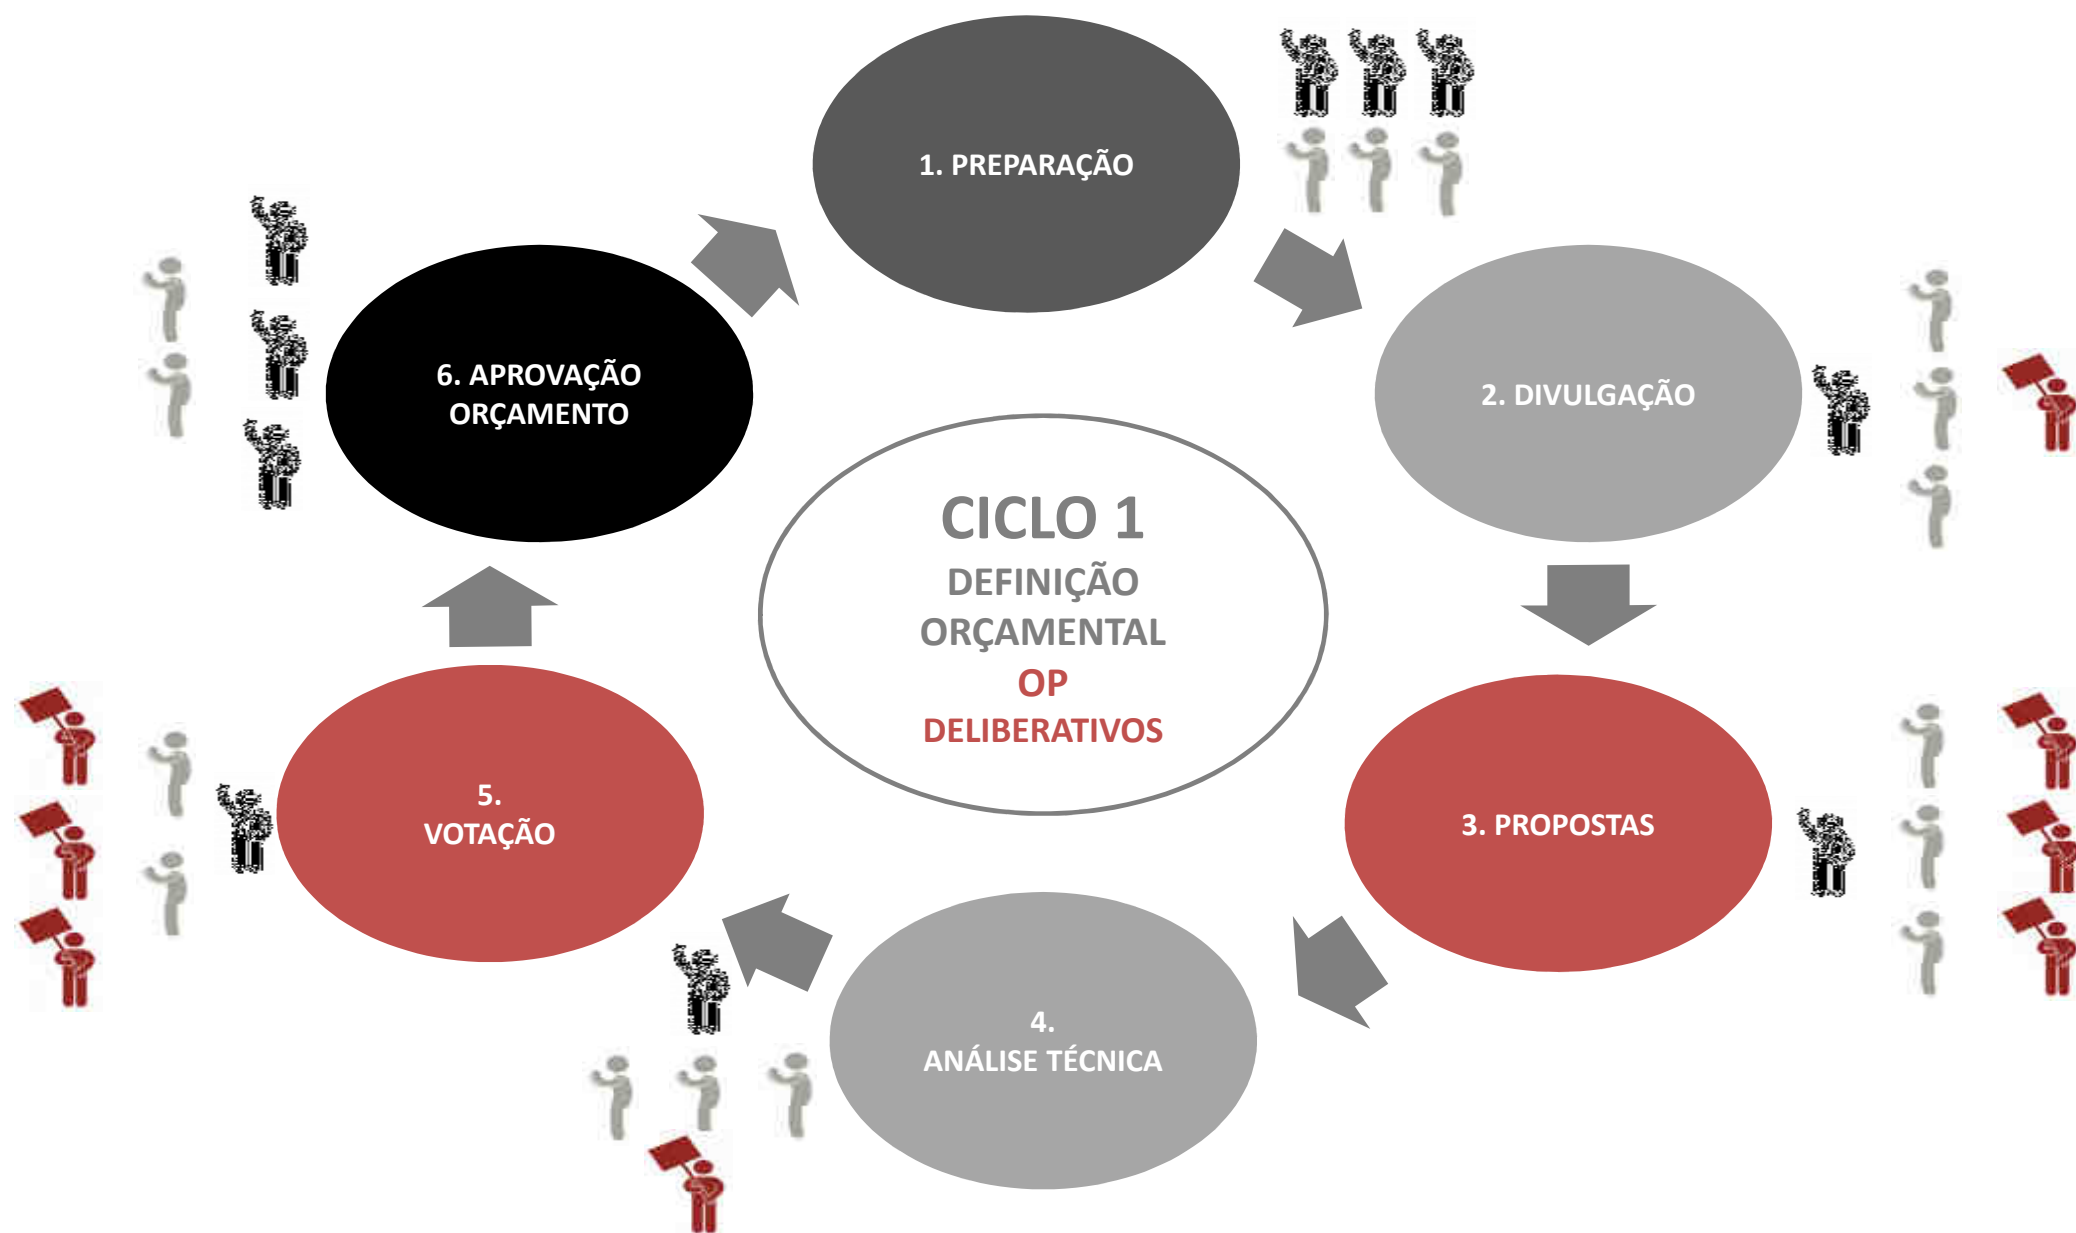 1. PREPARAÇÃO
2. DIVULGAÇÃO
3. PROPOSTAS
4.
ANÁLISE TÉCNICA
5.
VOTAÇÃO
6. APROVAÇÃO
ORÇAMENTO
CICLO 1
DEFINIÇÃO
ORÇAMENTAL
OP
DELIBERATIVOS